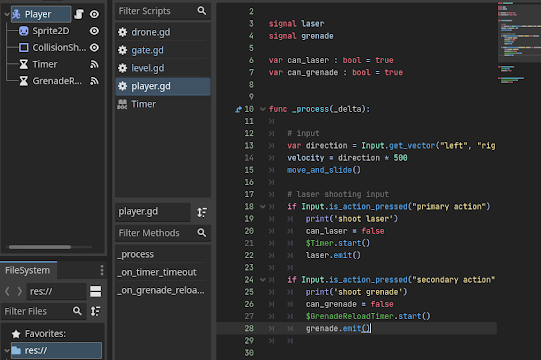 Player
Sprite2D
CollisionSh...
Timer
GrenadeR...
FileSystem
res://
Filter Files
Favorites:
res://
Filter Scripts
drone.gd
gate.gd
level.gd
player.gd
Timer
player.gd
Filter Methods
_process
_on_timer_timeout
_on_grenade_reloa...
2
3 signal laser
4 signal grenade
5
6 var can_laser : bool = true
7 var can_grenade : bool = true
8
9
10 func _process(_delta):
11
12 # input
13 var direction = Input.get_vector("left", "rig
14 velocity = direction * 500
15 move_and_slide()
16
17 # laser shooting input
18 if Input.is_action_pressed("primary action")
19 print('shoot laser')
20 can_laser = false
21 $Timer.start()
22 laser.emit()
23
24 if Input.is_action_pressed("secondary action"
25 print('shoot grenade')
26 can_grenade = false
27 $GrenadeReloadTimer.start()
28 grenade.emit()
29
30